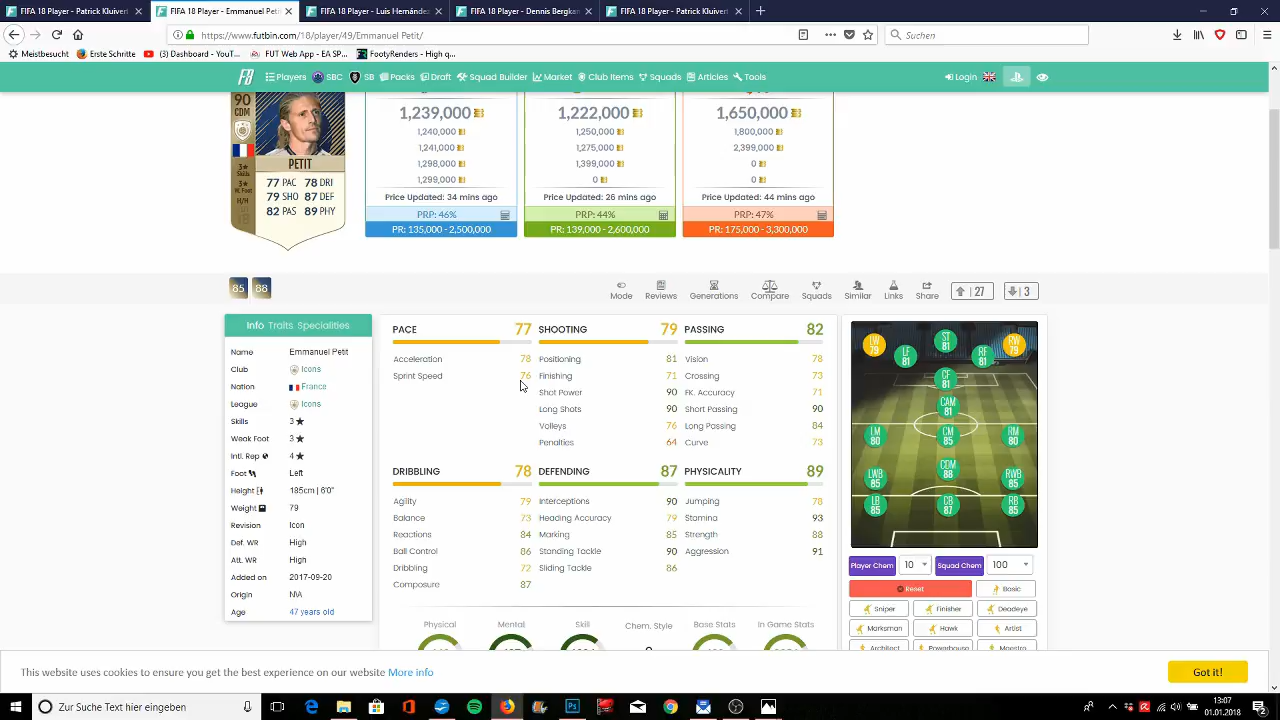 FIFA 18 Player - Patrick Kluivert
FIFA 18 Player - Emmanuel Petit
FIFA 18 Player - Luis Hernández
FIFA 18 Player - Dennis Bergkan
FIFA 18 Player - Patrick Kluivert
https://www.futbin.com/18/player/49/Emmanuel Petit/
Suchen
Meistbesucht
Erste Schritte
(3) Dashboard - YouT...
FUT Web App - EA SP...
FootyRenders - High q...
Players
SBC
SB
Packs
Draft
Squad Builder
Market
Club Items
Squads
Articles
Tools
Login
90
CDM
3★
Skills
3★
W. Foot
H/H
PETIT
77 PAC 78 DRI
79 SHO 87 DEF
82 PAS 89 PHY
1,239,000
1,240,000
1,241,000
1,298,000
1,299,000
Price Updated: 34 mins ago
PRP: 46%
PR: 135,000 - 2,500,000
1,222,000
1,250,000
1,275,000
1,399,000
0
Price Updated: 26 mins ago
PRP: 44%
PR: 139,000 - 2,600,000
1,650,000
1,800,000
2,399,000
0
0
Price Updated: 44 mins ago
PRP: 47%
PR: 175,000 - 3,300,000
85 88
Mode
Reviews
Generations
Compare
Squads
Similar
Links
Share
27
3
Info Traits Specialities
Name Emmanuel Petit
Club Icons
Nation France
League Icons
Skills 3★
Weak Foot 3★
Intl. Rep 4★
Foot Left
Height 185cm | 6'0"
Weight 79
Revision Icon
Def. WR High
Att. WR High
Added on 2017-09-20
Origin N\A
Age 47 years old
PACE 77
Acceleration 78
Sprint Speed 76
SHOOTING 79
Positioning 81
Finishing 71
Shot Power 90
Long Shots 90
Volleys 76
Penalties 64
PASSING 82
Vision 78
Crossing 73
FK. Accuracy 71
Short Passing 90
Long Passing 84
Curve 73
DRIBBLING 78
Agility 79
Balance 73
Reactions 84
Ball Control 86
Dribbling 72
Composure 87
DEFENDING 87
Interceptions 90
Heading Accuracy 79
Marking 85
Standing Tackle 90
Sliding Tackle 86
PHYSICALITY 89
Jumping 78
Stamina 93
Strength 88
Aggression 91
Physical
Mental
Skill
Chem. Style
Base Stats
In Game Stats
LW
79
LF
81
ST
81
RF
81
RW
79
CF
81
CAM
81
LM
80
CM
85
RM
80
LWB
85
CDM
88
RWB
85
LB
85
CB
87
RB
85
Player Chem 10
Squad Chem 100
Reset
Basic
Sniper
Finisher
Deadeye
Marksman
Hawk
Artist
Architect
Powerhouse
Maestro
This website uses cookies to ensure you get the best experience on our website More info
Got it!
Zur Suche Text hier eingeben
13:07
01.01.2018